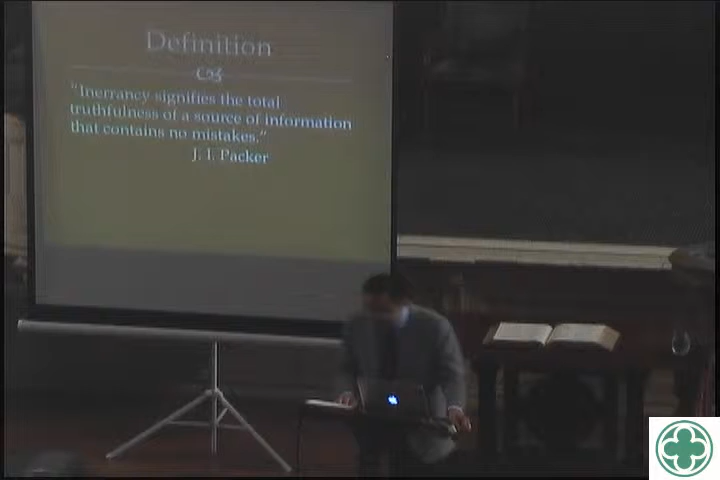 Definition
"Inerrancy signifies the total
truthfulness of a source of information
that contains no mistakes."
J. I. Packer